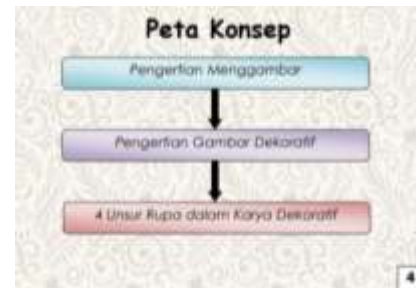 Peta Konsep
Pengertian Menggambar
Pengertian Gambar Dekoratif
4 Unsur Rupa dalam Karya Dekoratif
4